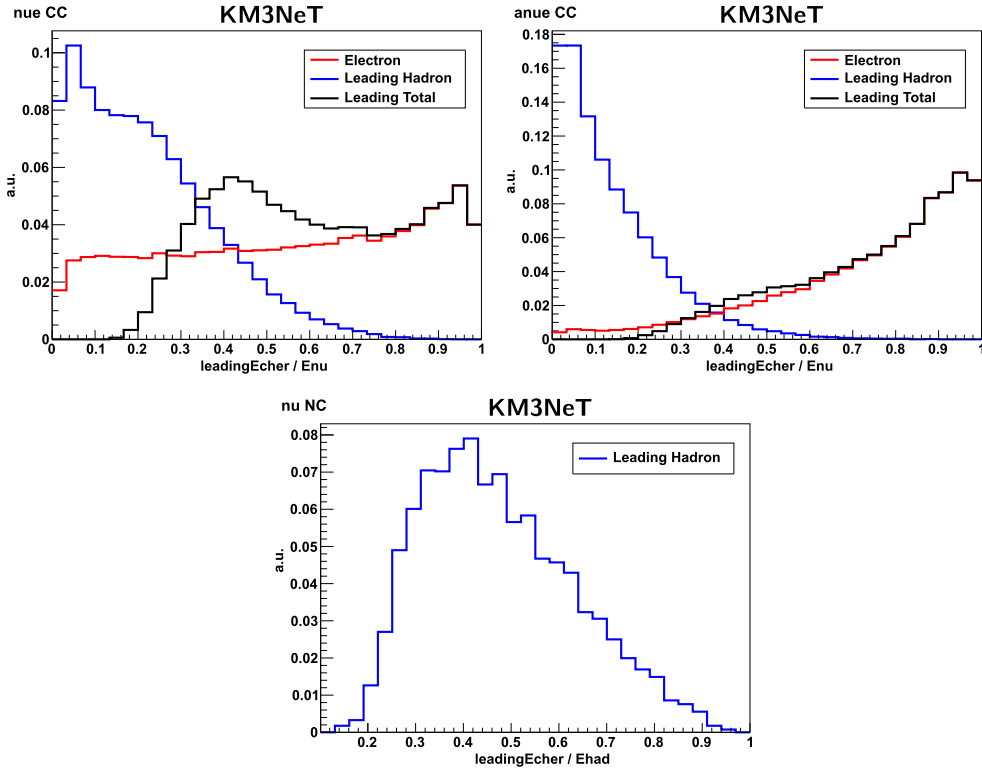 nue CC
KM3NeT
Electron
Leading Hadron
Leading Total
0.1
0.08
0.06
0.04
0.02
0
a.u.
0 0.1 0.2 0.3 0.4 0.5 0.6 0.7 0.8 0.9 1
leadingEcher / Enu
anue CC
KM3NeT
Electron
Leading Hadron
Leading Total
0.18
0.16
0.14
0.12
0.1
0.08
0.06
0.04
0.02
0
a.u.
0 0.1 0.2 0.3 0.4 0.5 0.6 0.7 0.8 0.9 1
leadingEcher / Enu
nu NC
KM3NeT
Leading Hadron
0.08
0.07
0.06
0.05
0.04
0.03
0.02
0.01
0
a.u.
0.2 0.3 0.4 0.5 0.6 0.7 0.8 0.9 1
leadingEcher / Ehad